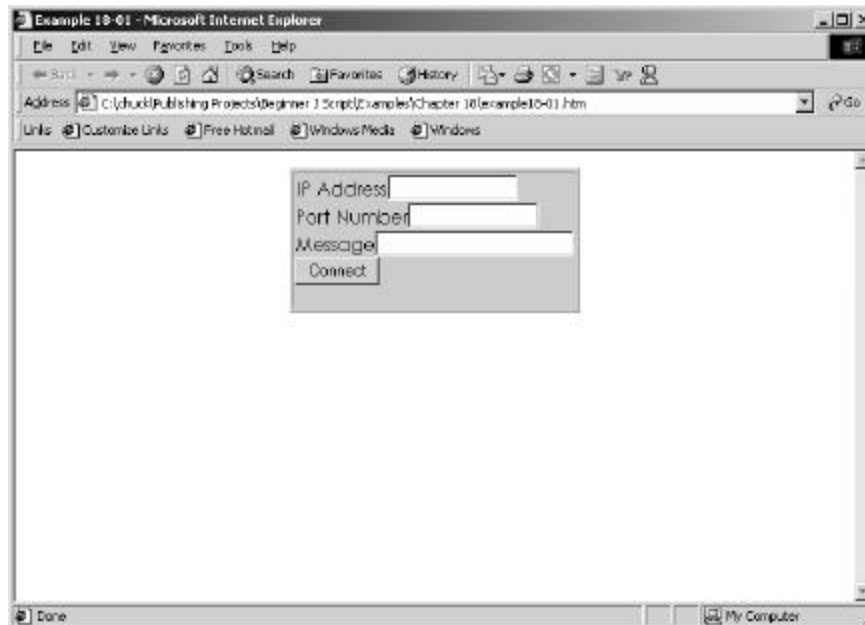 Example 18-01 - Microsoft Internet Explorer
File Edit View Favorites Tools Help
Back Search Favorites History
Address C:\chuck\Publishing Projects\Beginner JScript\Examples\Chapter 18\example18-01.htm Go
Links Customize Links Free Hotmail Windows Media Windows
IP Address
Port Number
Message
Connect
Done My Computer